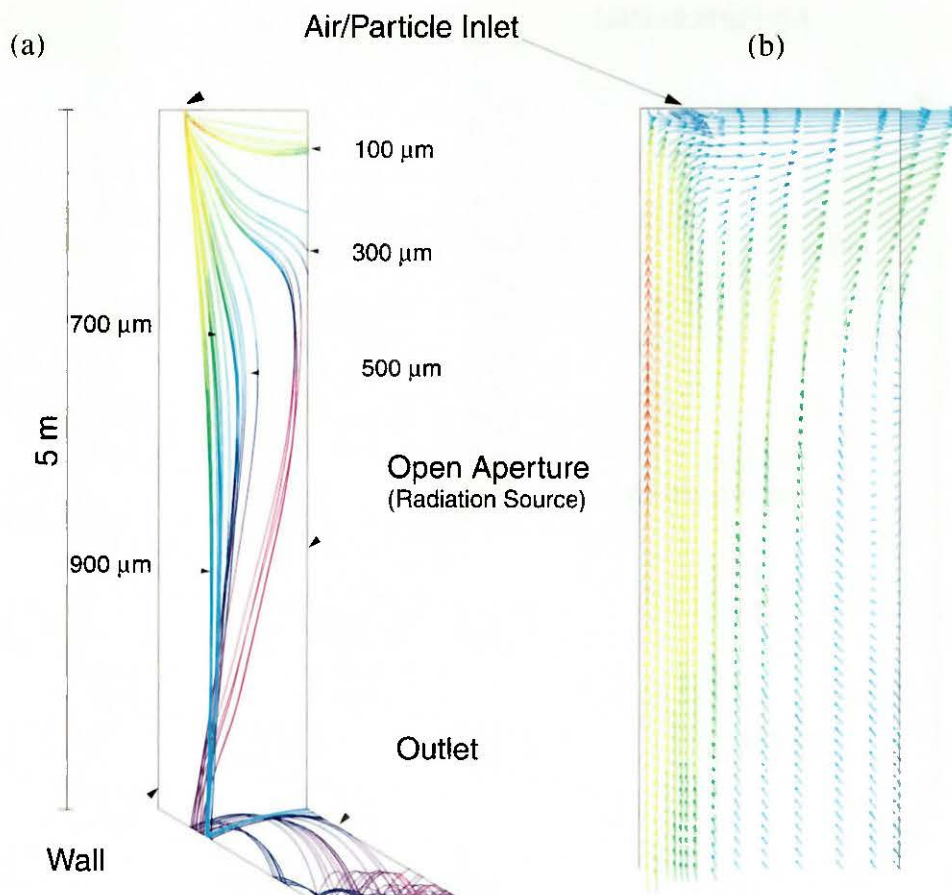 Air/Particle Inlet
(a)
(b)
100 µm
300 µm
700 µm
500 µm
5 m
Open Aperture
(Radiation Source)
900 µm
Outlet
Wall